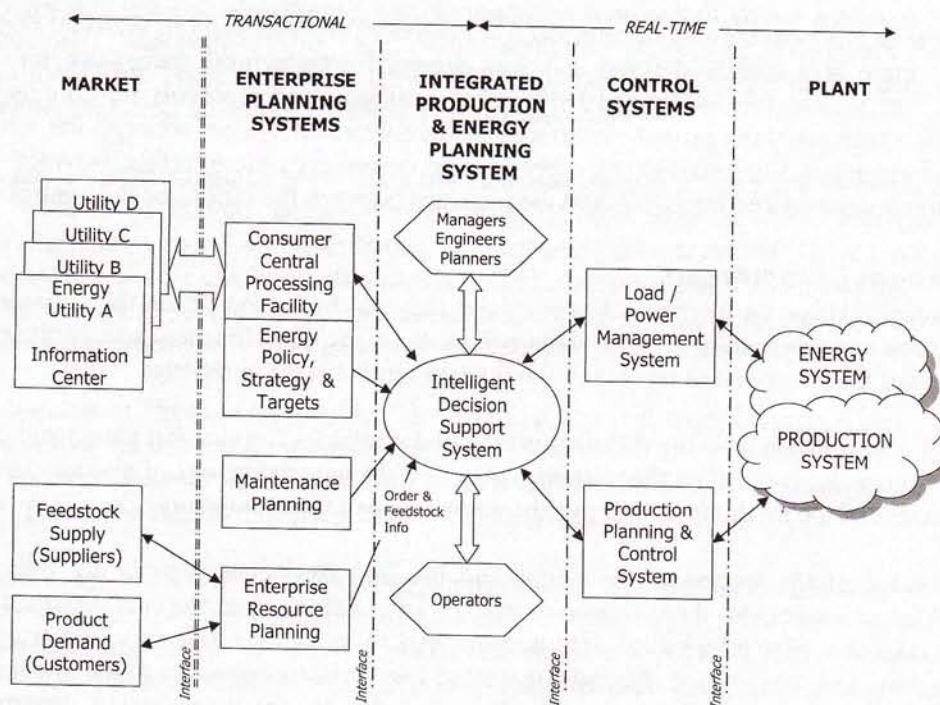 TRANSACTIONAL
REAL-TIME
MARKET
ENTERPRISE
PLANNING
SYSTEMS
INTEGRATED
PRODUCTION
& ENERGY
PLANNING
SYSTEM
CONTROL
SYSTEMS
PLANT
Utility D
Utility C
Utility B
Energy
Utility A
Information
Center
Consumer
Central
Processing
Facility
Energy
Policy,
Strategy &
Targets
Maintenance
Planning
Feedstock
Supply
(Suppliers)
Product
Demand
(Customers)
Enterprise
Resource
Planning
Order &
Feedstock
Info
Managers
Engineers
Planners
Intelligent
Decision
Support
System
Operators
Load /
Power
Management
System
Production
Planning &
Control
System
ENERGY
SYSTEM
PRODUCTION
SYSTEM
Interface
Interface
Interface
Interface